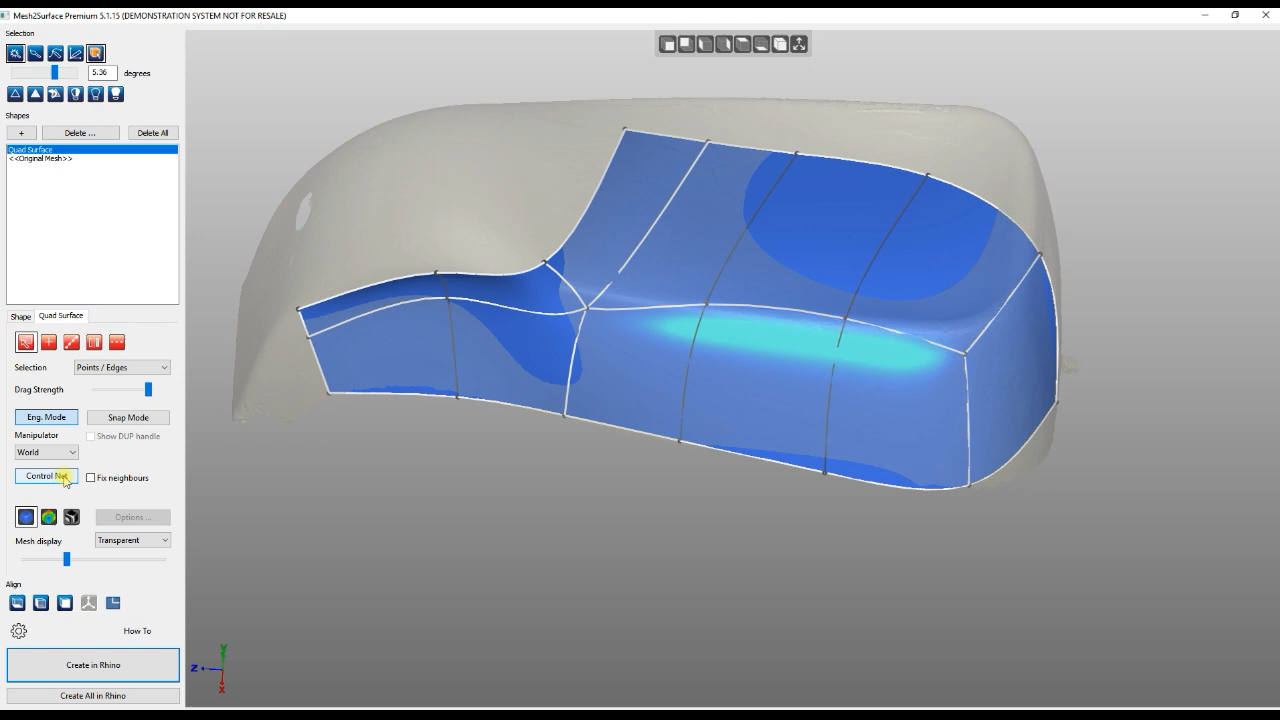 Mesh2Surface Premium 5.1.15 (DEMONSTRATION SYSTEM NOT FOR RESALE)
Selection
5.36 degrees
Shapes
+ Delete ... Delete All
Quad Surface
<<Original Mesh>>
Shape Quad Surface
Selection Points / Edges
Drag Strength
Eng. Mode Snap Mode
Manipulator Show DUP handle
World
Control Net Fix neighbours
Options ...
Mesh display Transparent
Align
How To
Create in Rhino
Create All in Rhino
Y
Z
X